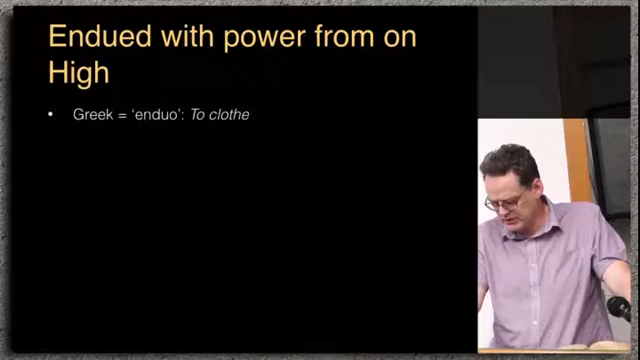 Endued with power from on
High
• Greek = 'enduo': To clothe